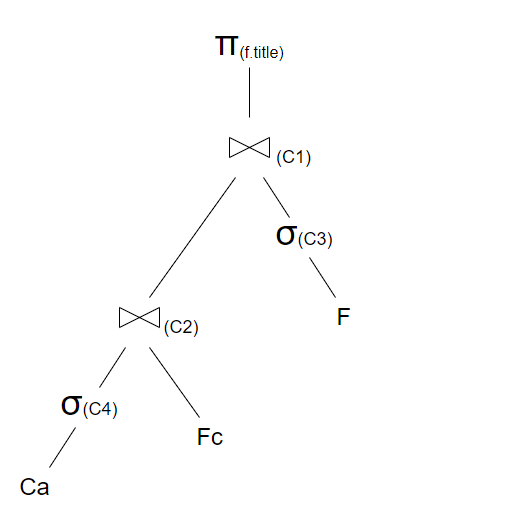 π(f.title)
⋈(C1)
σ(C3)
F
⋈(C2)
σ(C4)
Fc
Ca